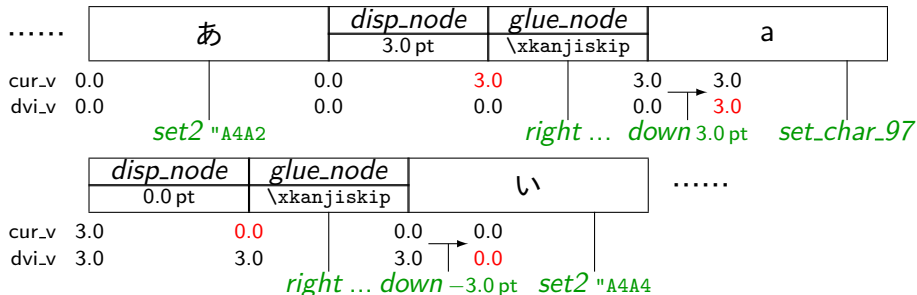 …… あ disp_node glue_node a
3.0 pt \xkanjiskip
cur_v 0.0 0.0 3.0 3.0 3.0
dvi_v 0.0 0.0 0.0 0.0 3.0
set2 "A4A2 right … down 3.0 pt set_char_97
disp_node glue_node い ……
0.0 pt \xkanjiskip
cur_v 3.0 0.0 0.0 0.0
dvi_v 3.0 3.0 3.0 0.0
right … down −3.0 pt set2 "A4A4